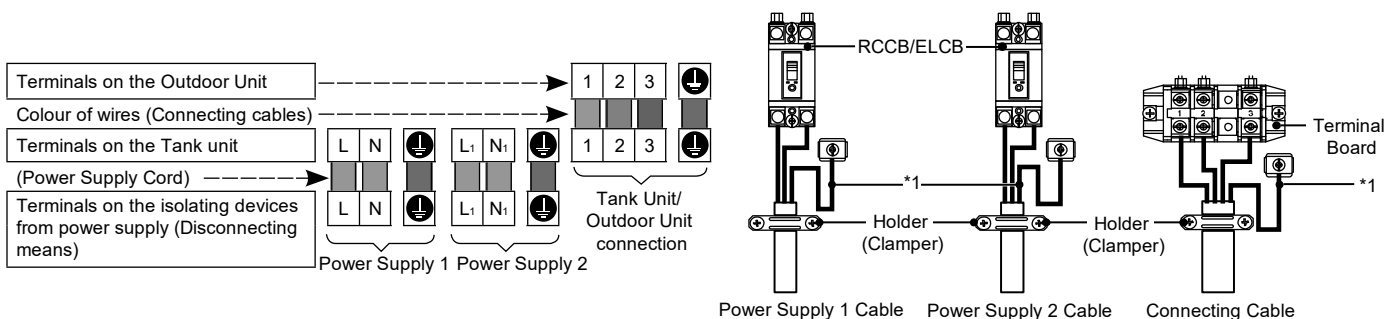 Terminals on the Outdoor Unit
1 2 3
Colour of wires (Connecting cables)
Terminals on the Tank unit
L N
L₁ N₁
1 2 3
(Power Supply Cord)
Terminals on the isolating devices
from power supply (Disconnecting
means)
L N
L₁ N₁
Power Supply 1
Power Supply 2
Tank Unit/
Outdoor Unit
connection
RCCB/ELCB
*1
Holder
(Clamper)
Holder
(Clamper)
1 2 3
Terminal
Board
*1
Power Supply 1 Cable
Power Supply 2 Cable
Connecting Cable